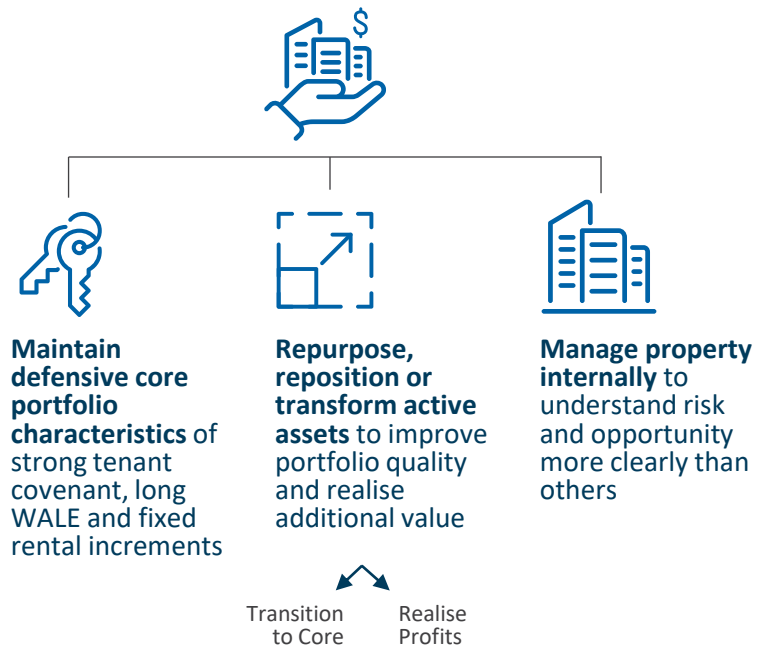 $
Maintain
defensive core
portfolio
characteristics of
strong tenant
covenant, long
WALE and fixed
rental increments
Repurpose,
reposition or
transform active
assets to improve
portfolio quality
and realise
additional value
Transition
to Core
Realise
Profits
Manage property
internally to
understand risk
and opportunity
more clearly than
others